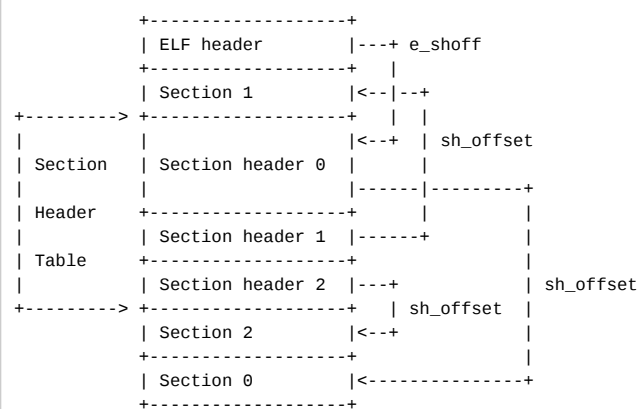 ELF header e_shoff
Section 1
sh_offset
Section Section header 0
Header
Section header 1
Table
Section header 2 sh_offset
sh_offset
Section 2
Section 0